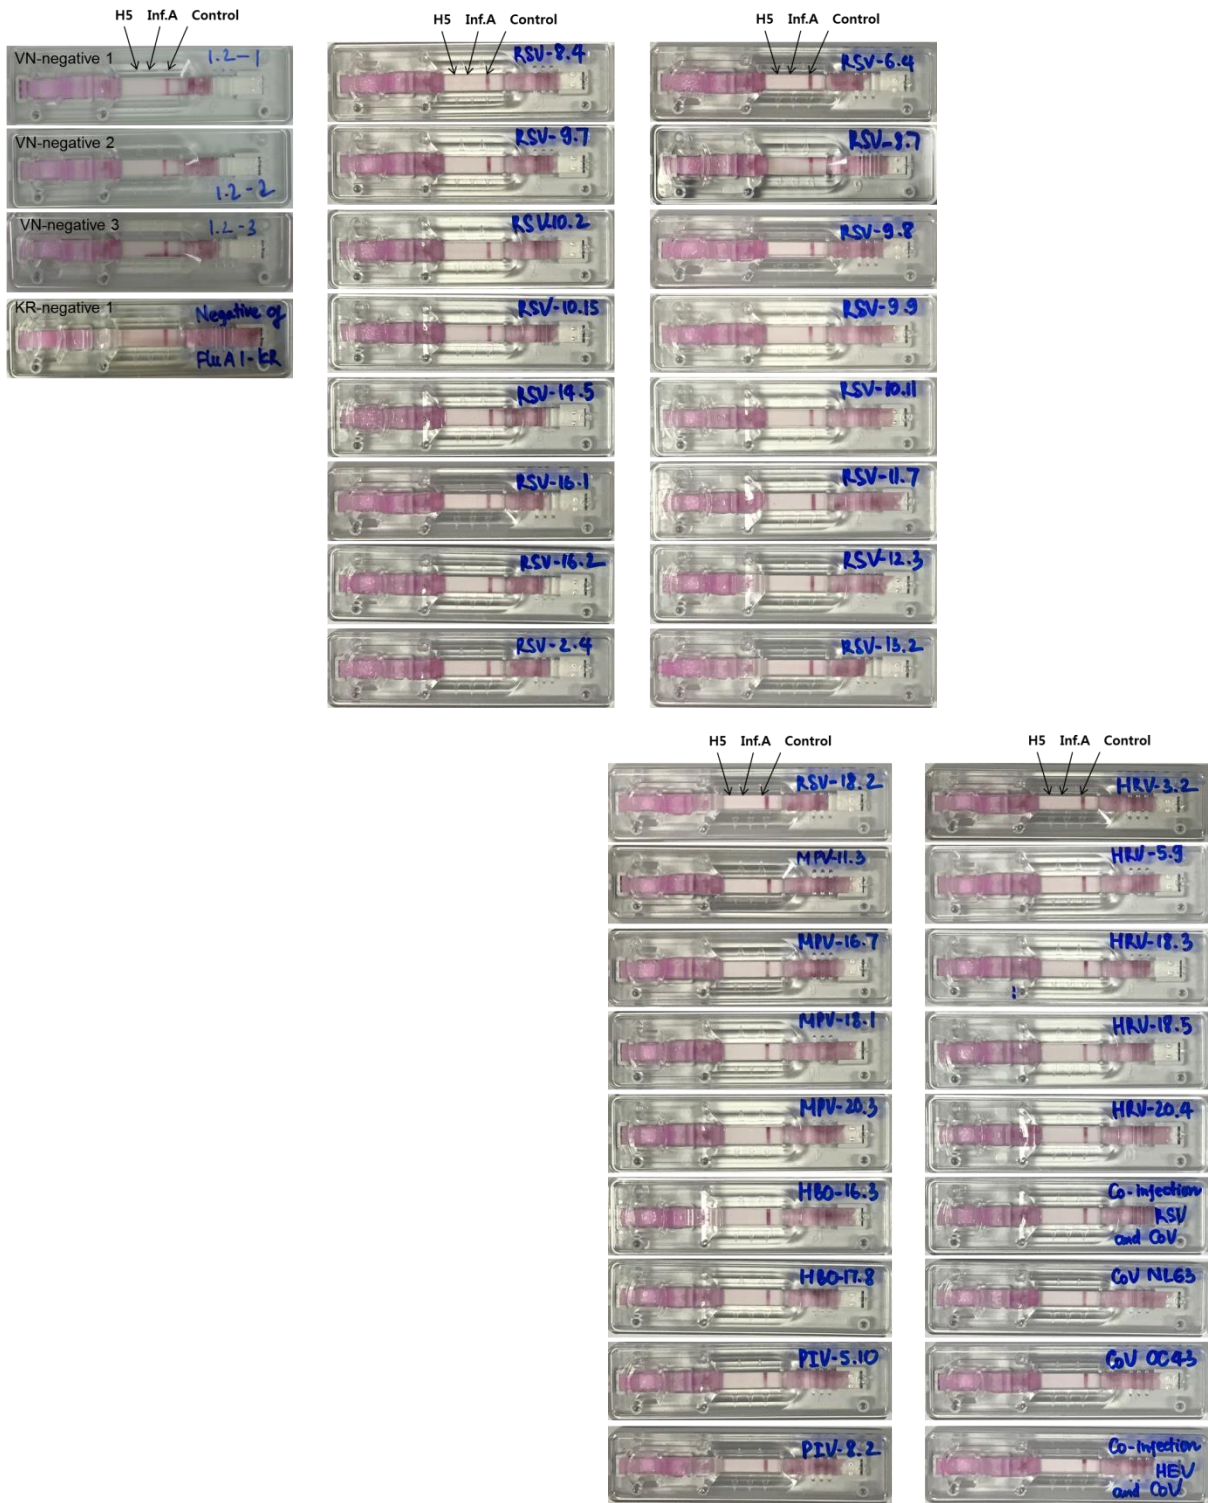 H5 Inf.A Control
VN-negative 1
1.2-1
VN-negative 2
1.2-2
VN-negative 3
1.2-3
KR-negative 1
Negative of
FluA1-KR
H5 Inf.A Control
RSV-8.4
RSV-9.7
RSV-10.2
RSV-10.15
RSV-14.5
RSV-16.1
RSV-16.2
RSV-2.4
H5 Inf.A Control
RSV-6.4
RSV-8.7
RSV-9.8
RSV-9.9
RSV-10.11
RSV-11.7
RSV-12.3
RSV-13.2
H5 Inf.A Control
RSV-18.2
MPV-11.3
MPV-16.7
MPV-18.1
MPV-20.3
HBO-16.3
HBO-17.8
PIV-5.10
PIV-8.2
H5 Inf.A Control
HRV-3.2
HRV-5.9
HRV-18.3
HRV-18.5
HRV-20.4
Co-infection
RSV
and CoV
CoV NL63
CoV OC43
Co-infection
HEV
and CoV